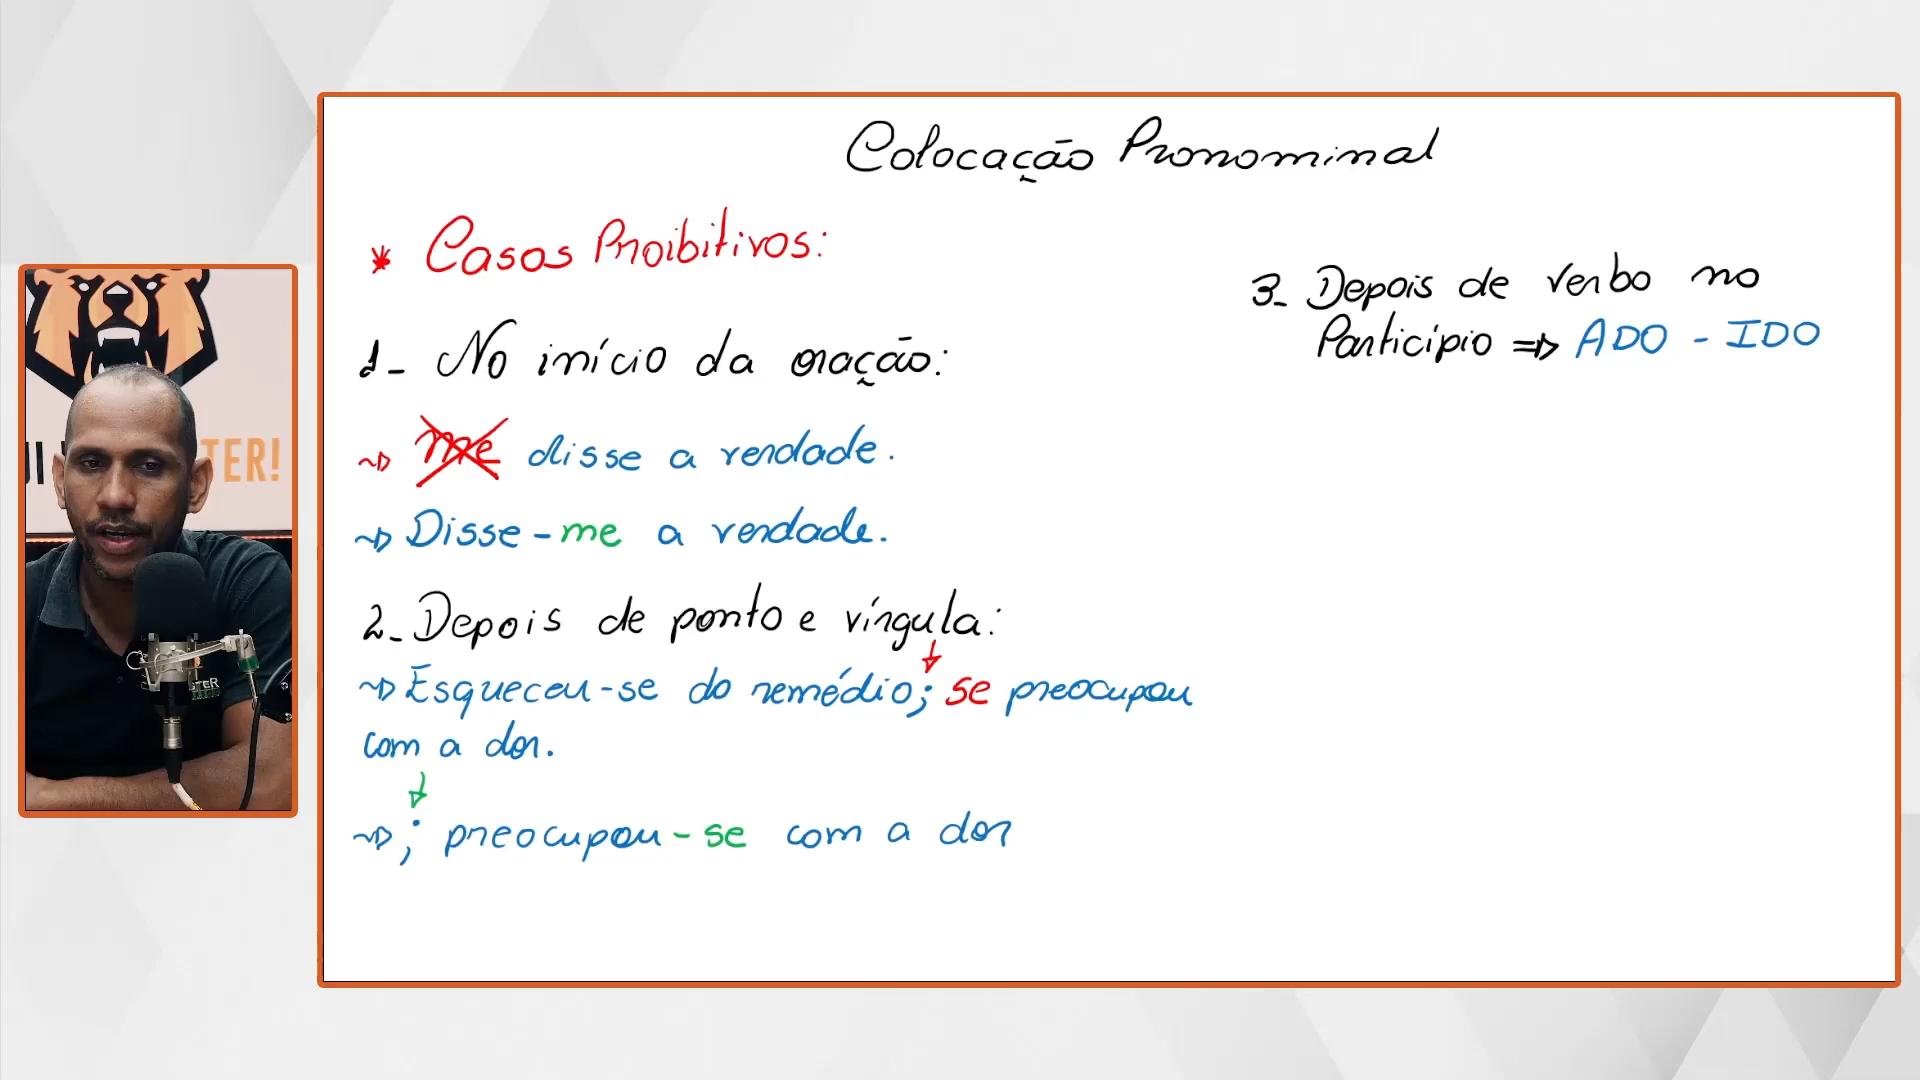 Colocação Pronominal
* Casos Proibitivos:
1- No início da oração:
~> me disse a verdade.
~> Disse-me a verdade.
2- Depois de ponto e vírgula:
~> Esqueceu-se do remédio; se preocupou
com a dor.
~> ; preocupou-se com a dor
3- Depois de verbo no
Particípio => ADO - IDO
TER!